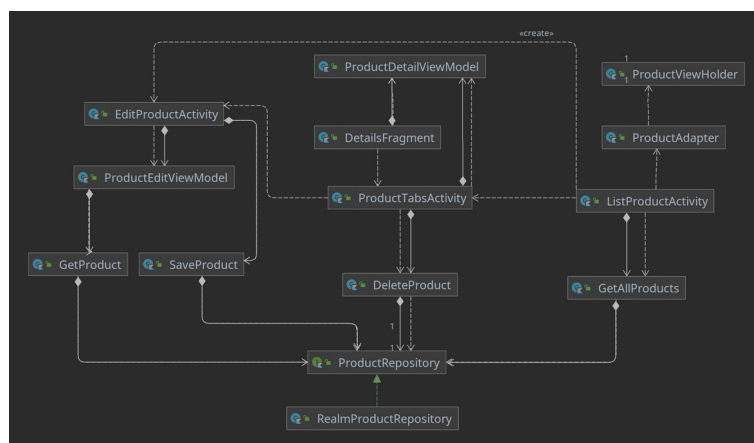 «create»
ProductDetailViewModel
1
ProductViewHolder
1
EditProductActivity
DetailsFragment
ProductAdapter
ProductEditViewModel
ProductTabsActivity
ListProductActivity
GetProduct
SaveProduct
DeleteProduct
GetAllProducts
1
1
ProductRepository
RealmProductRepository